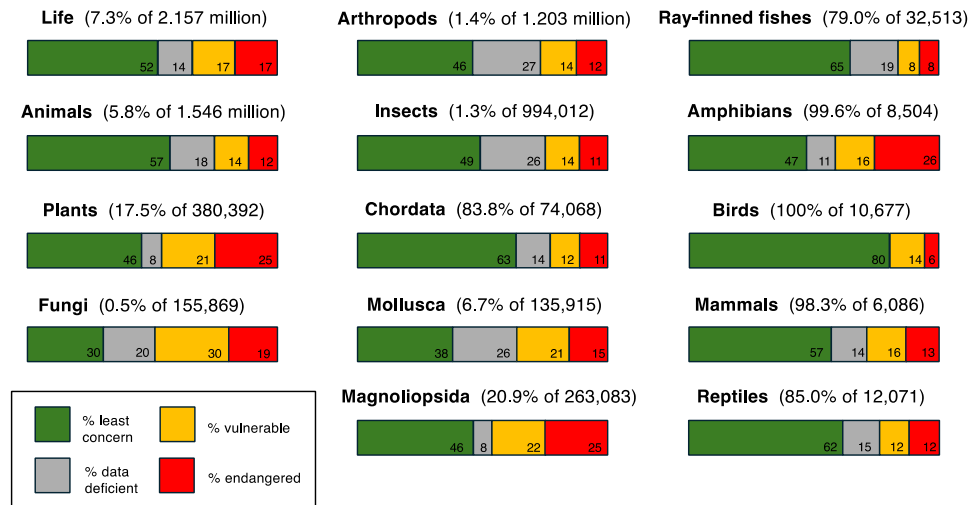 Life (7.3% of 2.157 million)
52 14 17 17
Animals (5.8% of 1.546 million)
57 18 14 12
Plants (17.5% of 380,392)
46 8 21 25
Fungi (0.5% of 155,869)
30 20 30 19
% least concern
% vulnerable
% data deficient
% endangered
Arthropods (1.4% of 1.203 million)
46 27 14 12
Insects (1.3% of 994,012)
49 26 14 11
Chordata (83.8% of 74,068)
63 14 12 11
Mollusca (6.7% of 135,915)
38 26 21 15
Magnoliopsida (20.9% of 263,083)
46 8 22 25
Ray-finned fishes (79.0% of 32,513)
65 19 8 8
Amphibians (99.6% of 8,504)
47 11 16 26
Birds (100% of 10,677)
80 14 6
Mammals (98.3% of 6,086)
57 14 16 13
Reptiles (85.0% of 12,071)
62 15 12 12